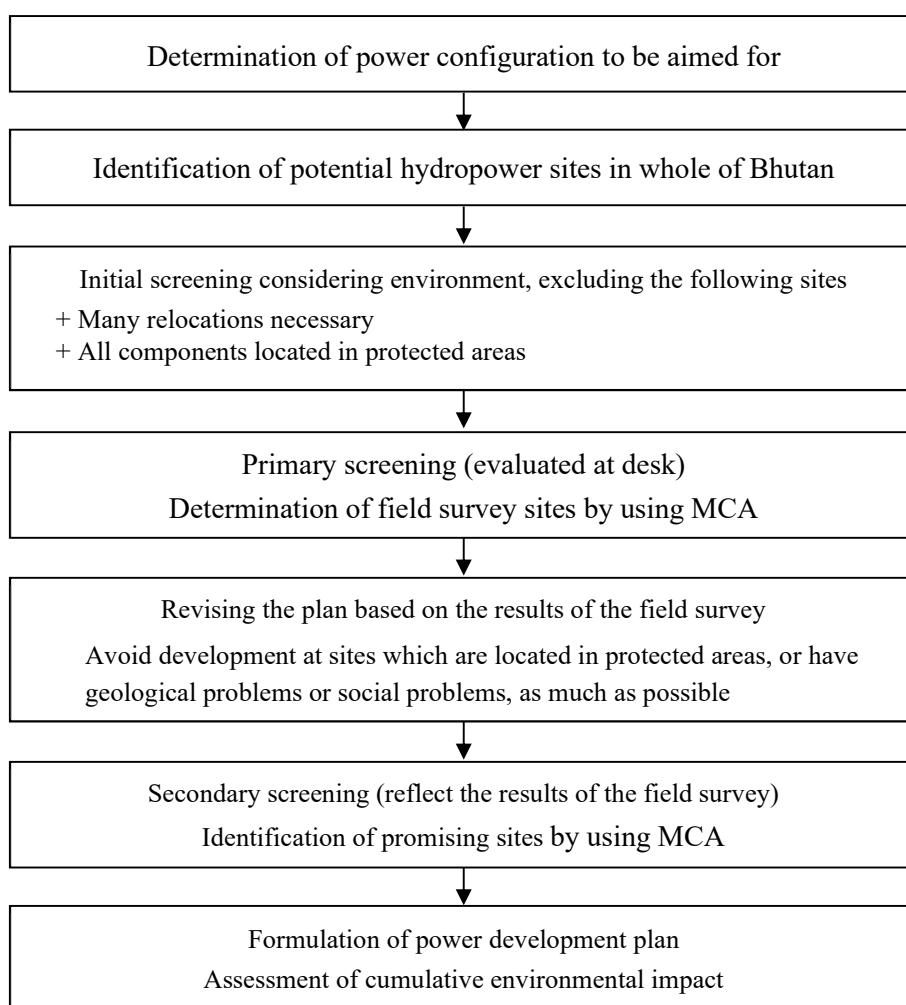 Determination of power configuration to be aimed for
Identification of potential hydropower sites in whole of Bhutan
Initial screening considering environment, excluding the following sites
+ Many relocations necessary
+ All components located in protected areas
Primary screening (evaluated at desk)
Determination of field survey sites by using MCA
Revising the plan based on the results of the field survey
Avoid development at sites which are located in protected areas, or have
geological problems or social problems, as much as possible
Secondary screening (reflect the results of the field survey)
Identification of promising sites by using MCA
Formulation of power development plan
Assessment of cumulative environmental impact